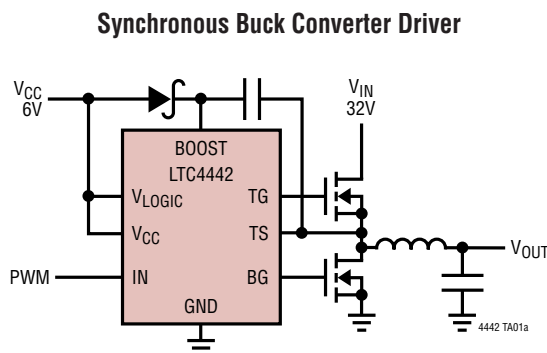 Synchronous Buck Converter Driver
VCC
6V
VIN
32V
BOOST
LTC4442
VLOGIC
TG
VCC
TS
VOUT
PWM
IN
BG
GND
4442 TA01a